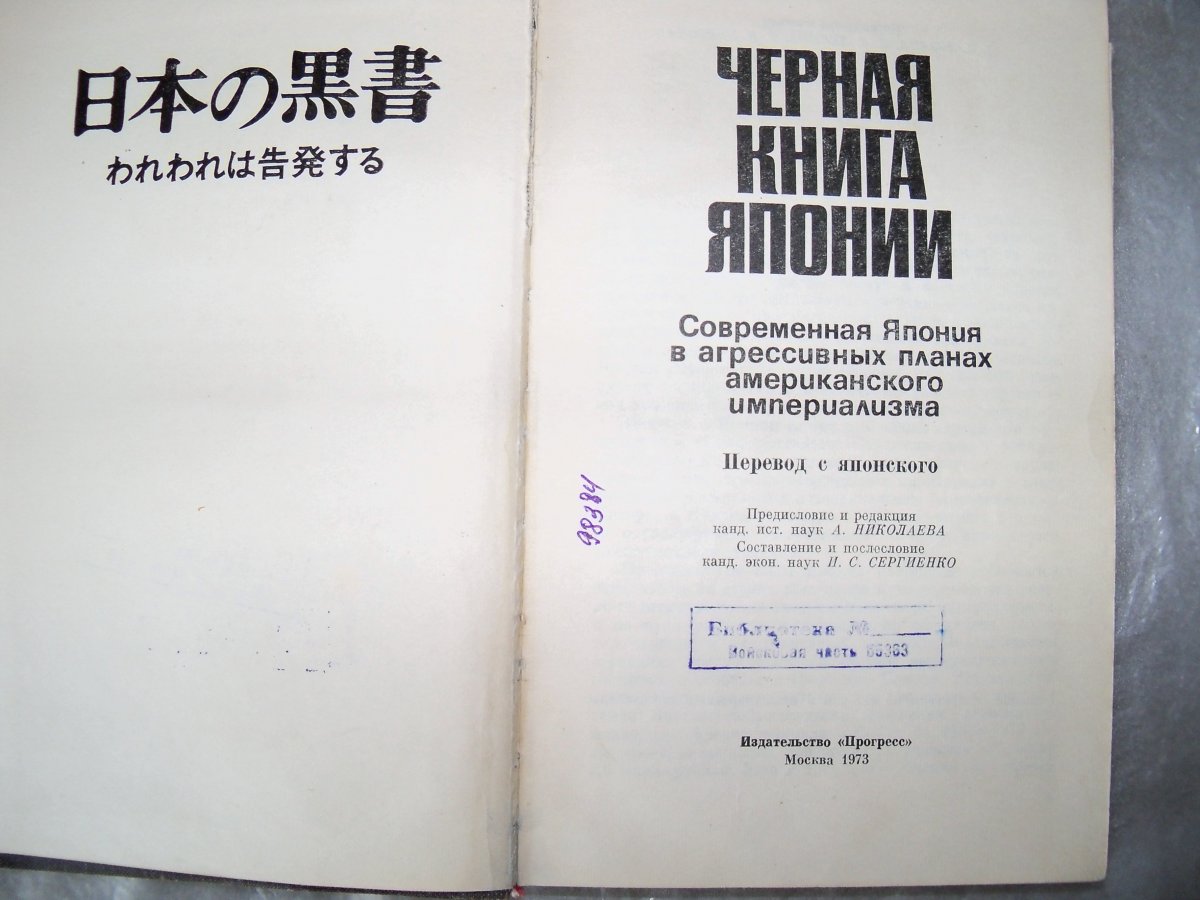 日本の黒書
われわれは告発する
ЧЕРНАЯ
КНИГА
ЯПОНИИ
Современная Япония
в агрессивных планах
американского
империализма
Перевод с японского
98384
Предисловие и редакция
канд. ист. наук А. НИКОЛАЕВА
Составление и послесловие
канд. экон. наук И. С. СЕРГИЕНКО
Библиотека №
Войсковая часть
Издательство «Прогресс»
Москва 1973